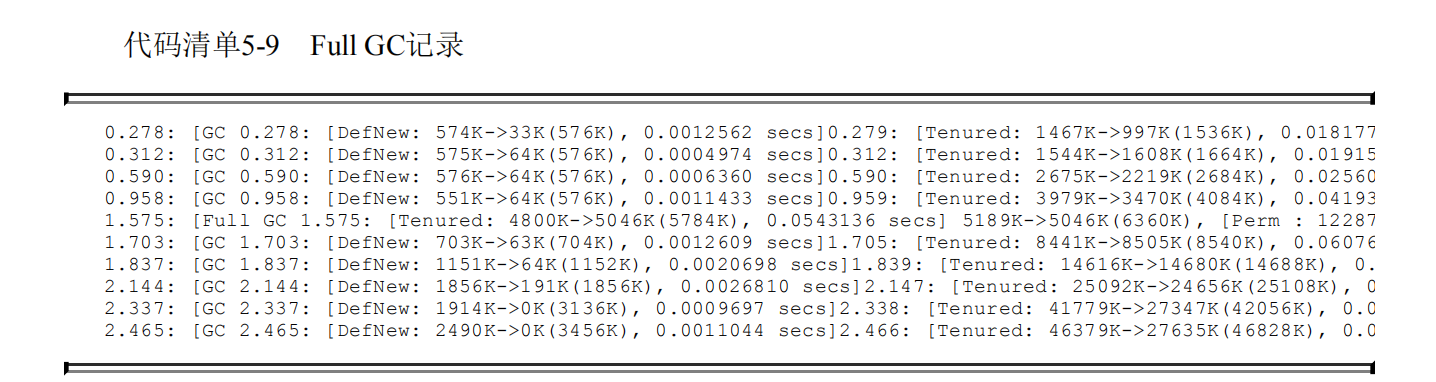 代码清单5-9 Full GC记录
0.278: [GC 0.278: [DefNew: 574K->33K(576K), 0.0012562 secs]0.279: [Tenured: 1467K->997K(1536K), 0.018177
0.312: [GC 0.312: [DefNew: 575K->64K(576K), 0.0004974 secs]0.312: [Tenured: 1544K->1608K(1664K), 0.01915
0.590: [GC 0.590: [DefNew: 576K->64K(576K), 0.0006360 secs]0.590: [Tenured: 2675K->2219K(2684K), 0.02560
0.958: [GC 0.958: [DefNew: 551K->64K(576K), 0.0011433 secs]0.959: [Tenured: 3979K->3470K(4084K), 0.04193
1.575: [Full GC 1.575: [Tenured: 4800K->5046K(5784K), 0.0543136 secs] 5189K->5046K(6360K), [Perm : 12287
1.703: [GC 1.703: [DefNew: 703K->63K(704K), 0.0012609 secs]1.705: [Tenured: 8441K->8505K(8540K), 0.06076
1.837: [GC 1.837: [DefNew: 1151K->64K(1152K), 0.0020698 secs]1.839: [Tenured: 14616K->14680K(14688K), 0.
2.144: [GC 2.144: [DefNew: 1856K->191K(1856K), 0.0026810 secs]2.147: [Tenured: 25092K->24656K(25108K), 0
2.337: [GC 2.337: [DefNew: 1914K->0K(3136K), 0.0009697 secs]2.338: [Tenured: 41779K->27347K(42056K), 0.0
2.465: [GC 2.465: [DefNew: 2490K->0K(3456K), 0.0011044 secs]2.466: [Tenured: 46379K->27635K(46828K), 0.0